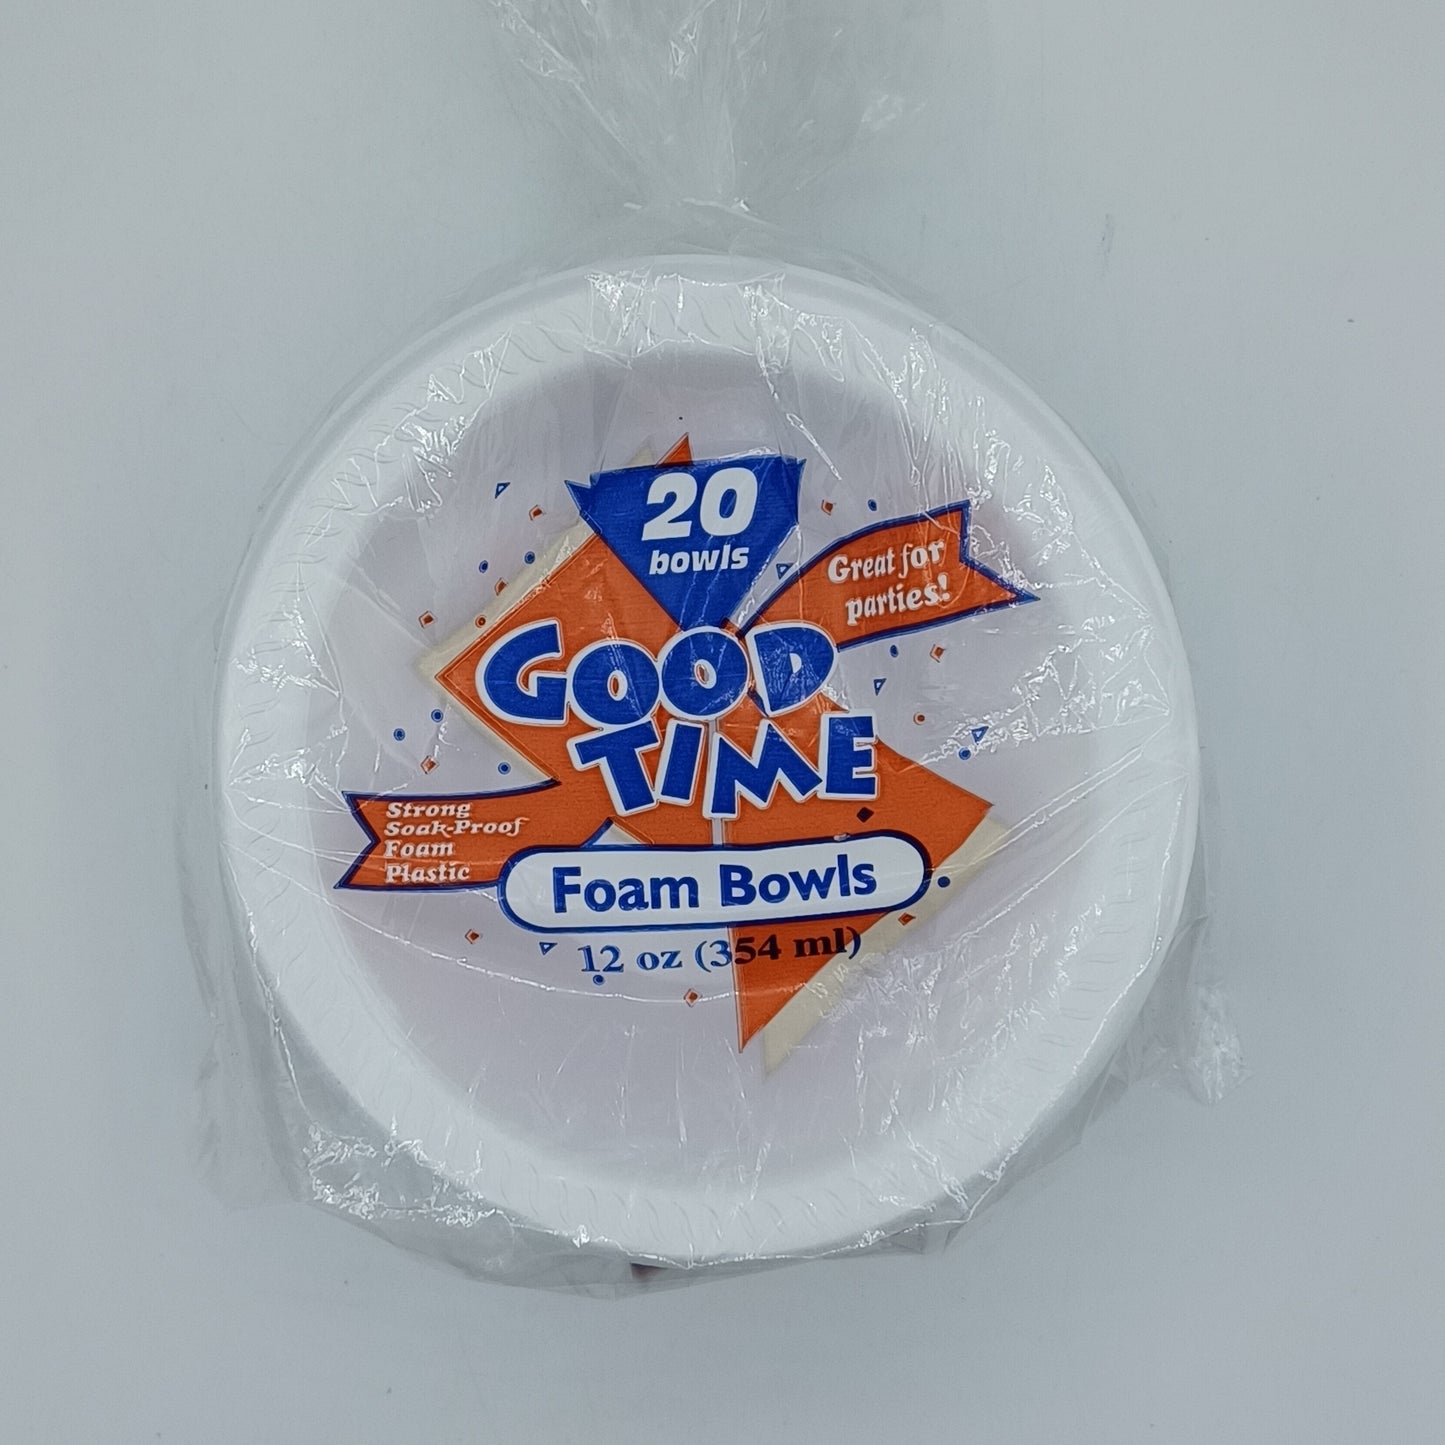 20
bowls
Great for
parties!
GOOD
TIME
Strong
Soak-Proof
Foam
Plastic
Foam Bowls
12 oz (354 ml)